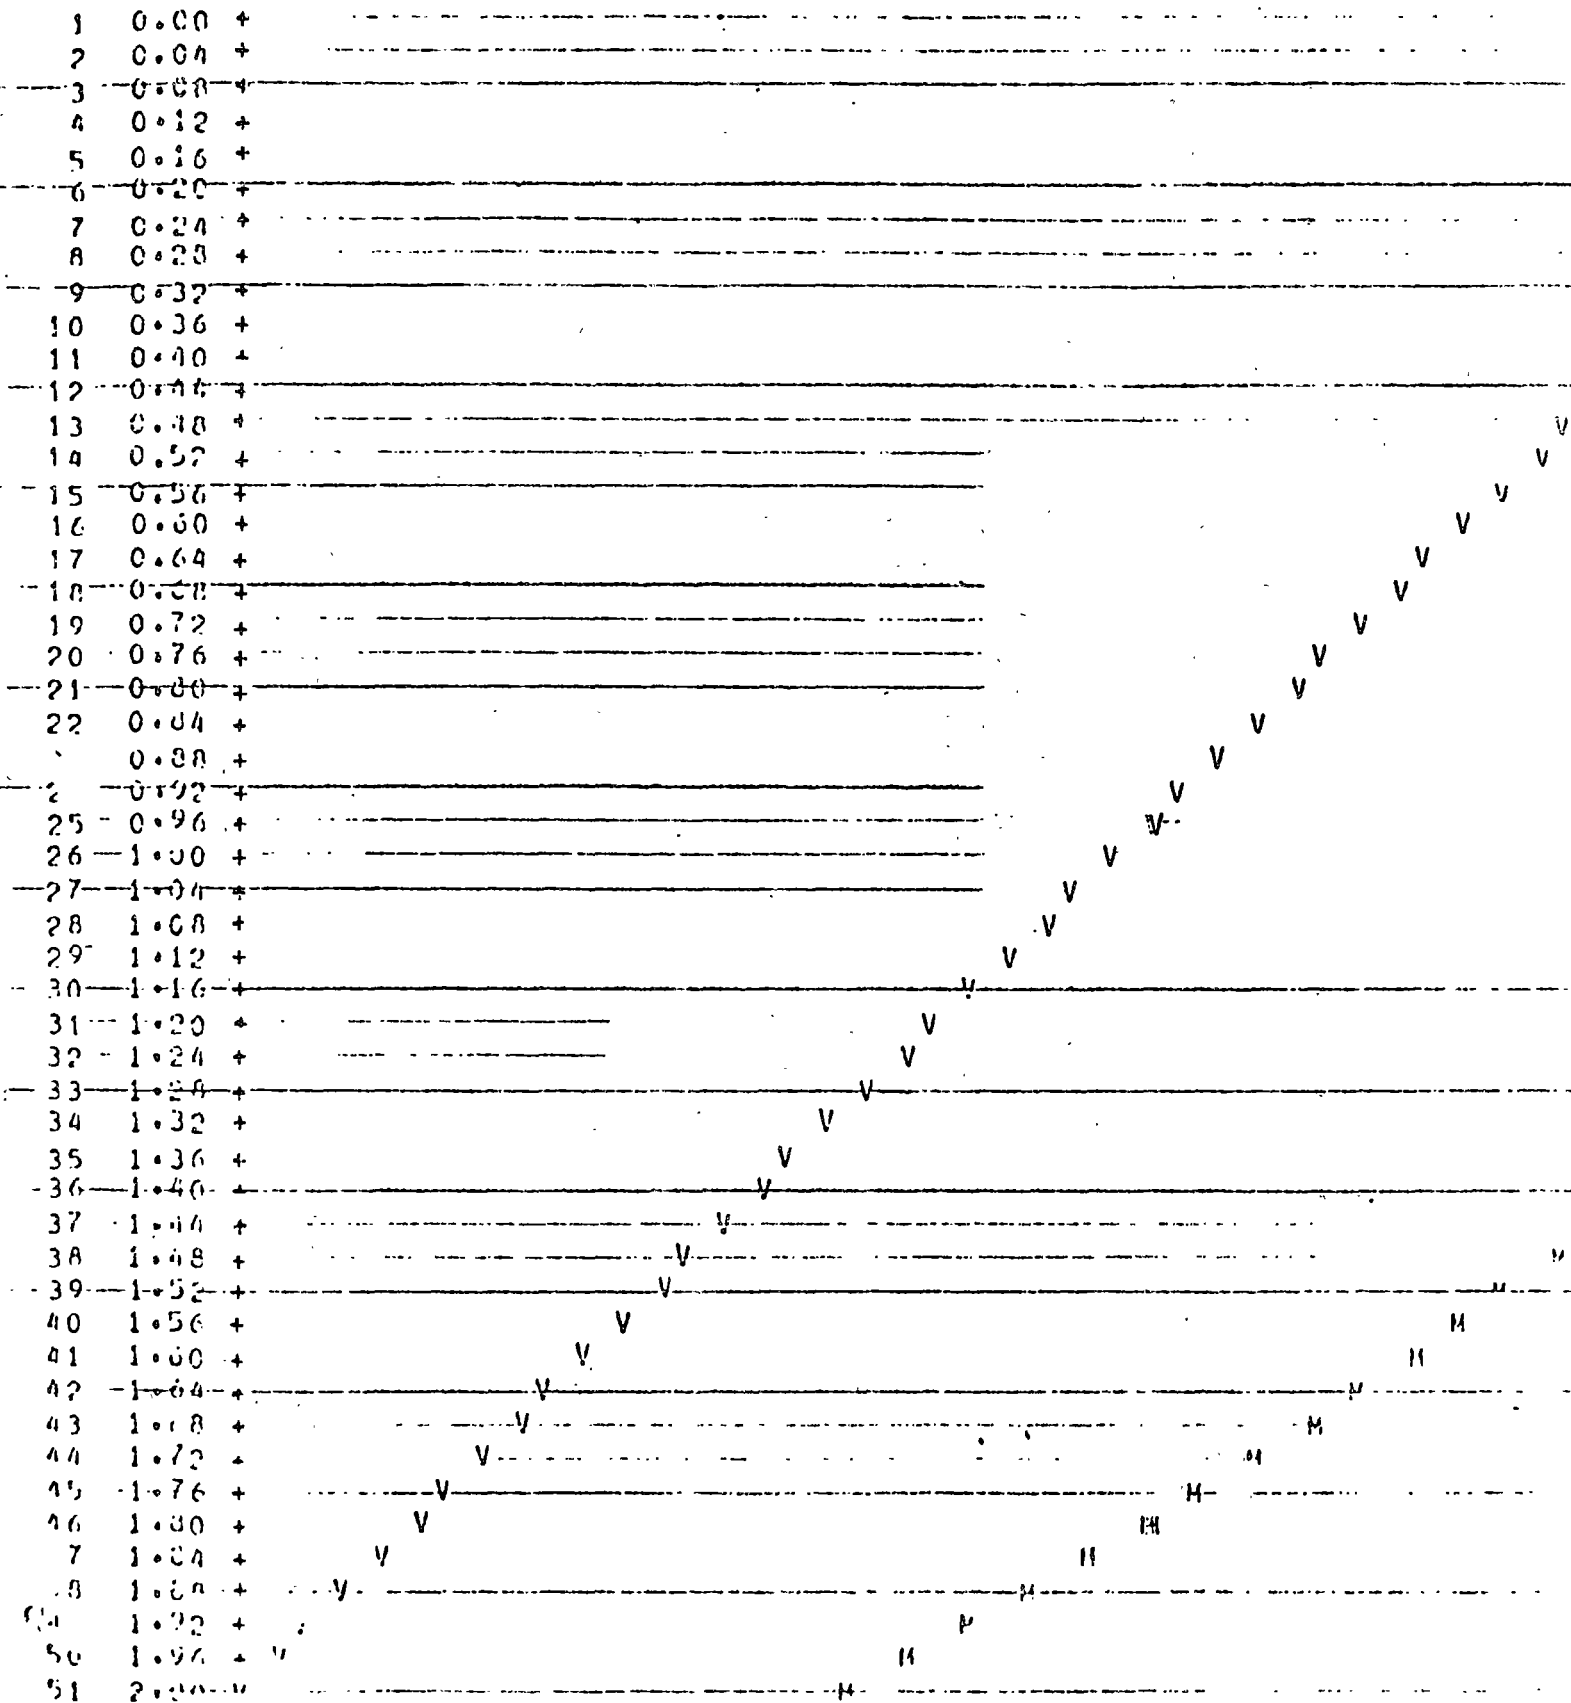 1 0.00 +
2 0.04 +
3 0.08 +
4 0.12 +
5 0.16 +
6 0.20 +
7 0.24 +
8 0.28 +
9 0.32 +
10 0.36 +
11 0.40 +
12 0.44 +
13 0.48 + V
14 0.52 + V
15 0.56 + V
16 0.60 + V
17 0.64 + V
18 0.68 + V
19 0.72 + V
20 0.76 + V
21 0.80 + V
22 0.84 + V
0.88 + V
2 0.92 + V
25 0.96 + V
26 1.00 + V
27 1.04 + V
28 1.08 + V
29 1.12 + V
30 1.16 + V
31 1.20 + V
32 1.24 + V
33 1.28 + V
34 1.32 + V
35 1.36 + V
36 1.40 + V
37 1.44 + V
38 1.48 + V M
39 1.52 + V M
40 1.56 + V M
41 1.60 + V M
42 1.64 + V M
43 1.68 + V M
44 1.72 + V M
45 1.76 + V M
46 1.80 + V M
7 1.84 + V M
8 1.88 + V M
1.92 + M
50 1.96 + V M
51 2.00 V M